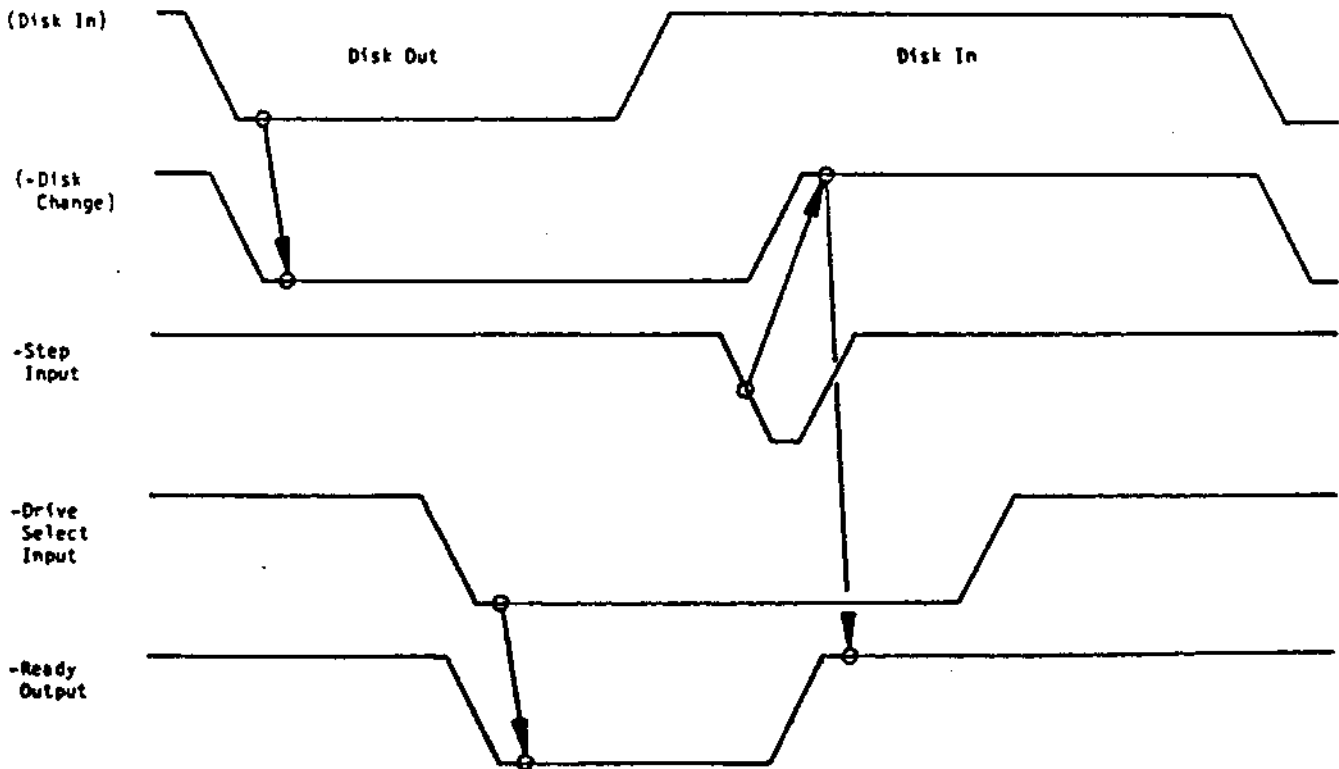 (Disk In)
Disk Out
Disk In
(-Disk
Change)
-Step
Input
-Drive
Select
Input
-Ready
Output